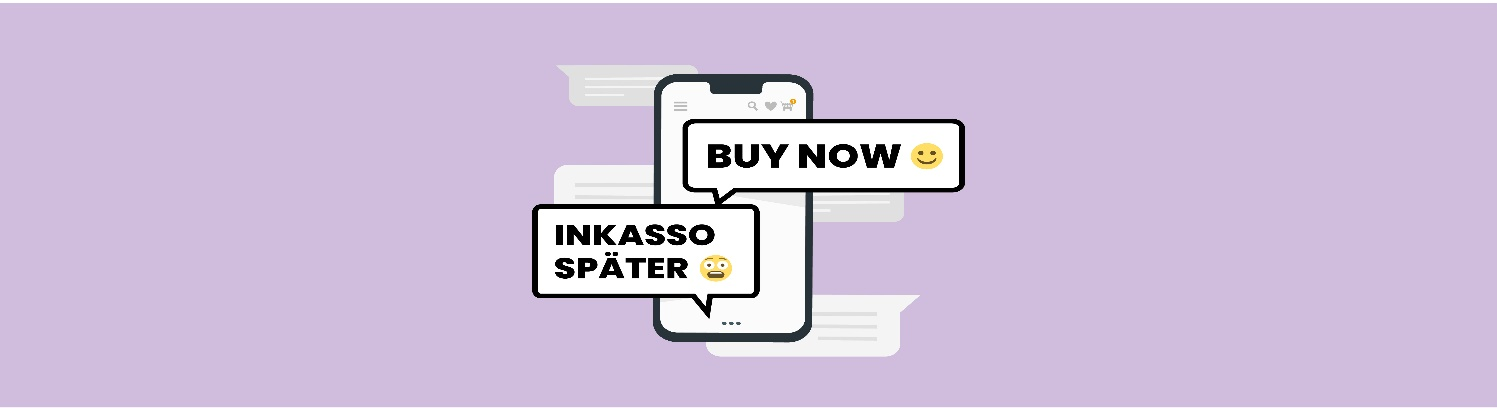 BUY NOW
INKASSO
SPÄTER